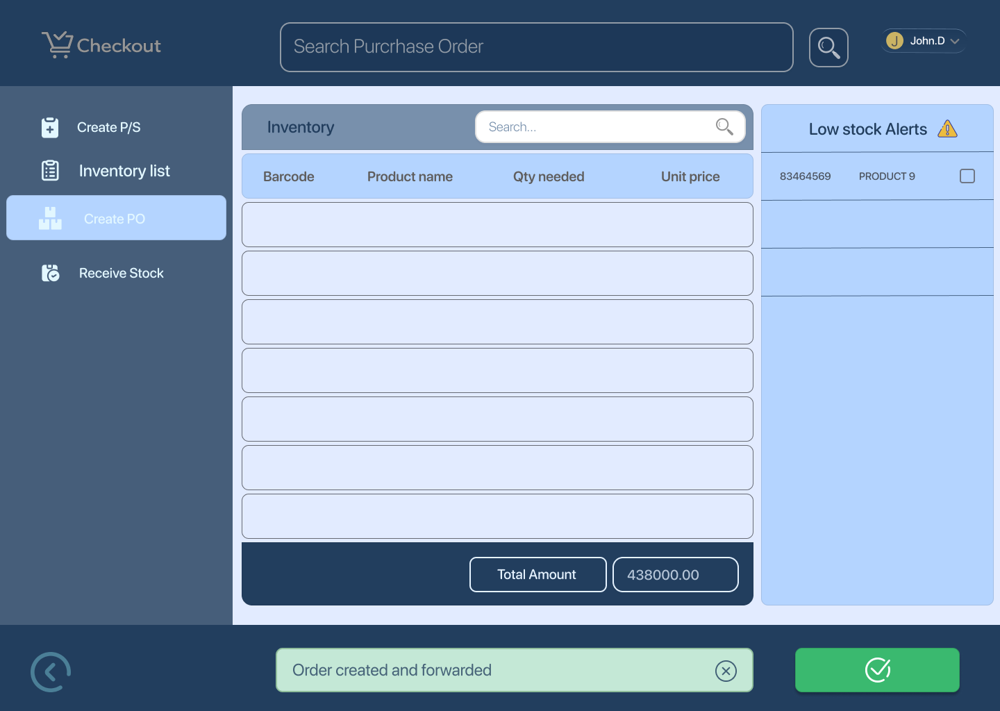 Checkout
Search Purcrhase Order
J John.D
Create P/S
Inventory list
Create PO
Receive Stock
Inventory
Search...
Barcode Product name Qty needed Unit price
Total Amount 438000.00
Low stock Alerts
83464569 PRODUCT 9
Order created and forwarded